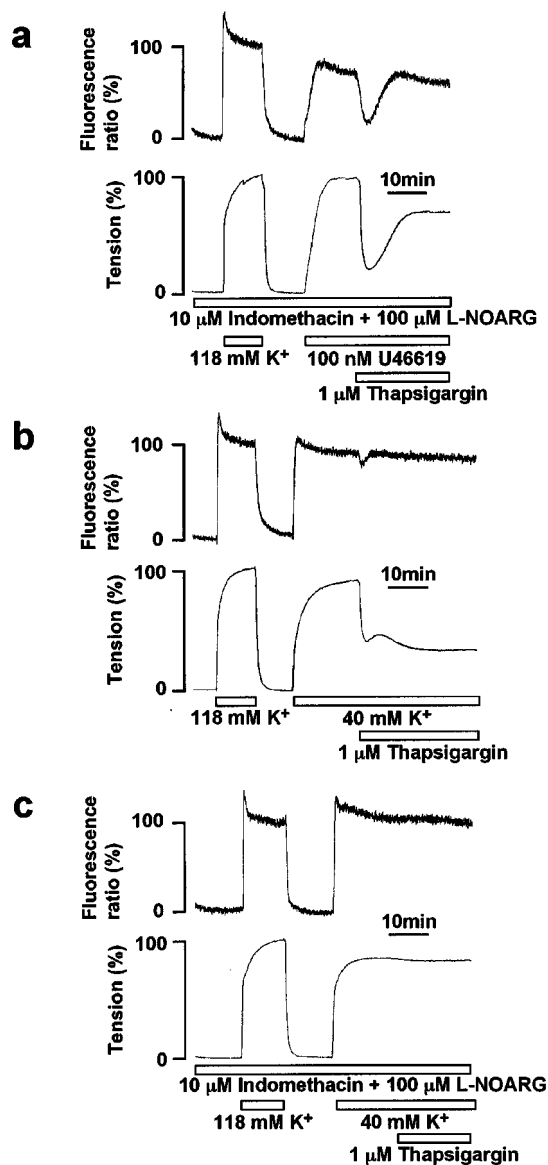 a
Fluorescence
ratio (%)
100
0
Tension (%)
100
0
10min
10 µM Indomethacin + 100 µM L-NOARG
118 mM K+
100 nM U46619
1 µM Thapsigargin
b
Fluorescence
ratio (%)
100
0
Tension (%)
100
0
10min
118 mM K+
40 mM K+
1 µM Thapsigargin
c
Fluorescence
ratio (%)
100
0
10min
Tension (%)
100
0
10 µM Indomethacin + 100 µM L-NOARG
118 mM K+
40 mM K+
1 µM Thapsigargin